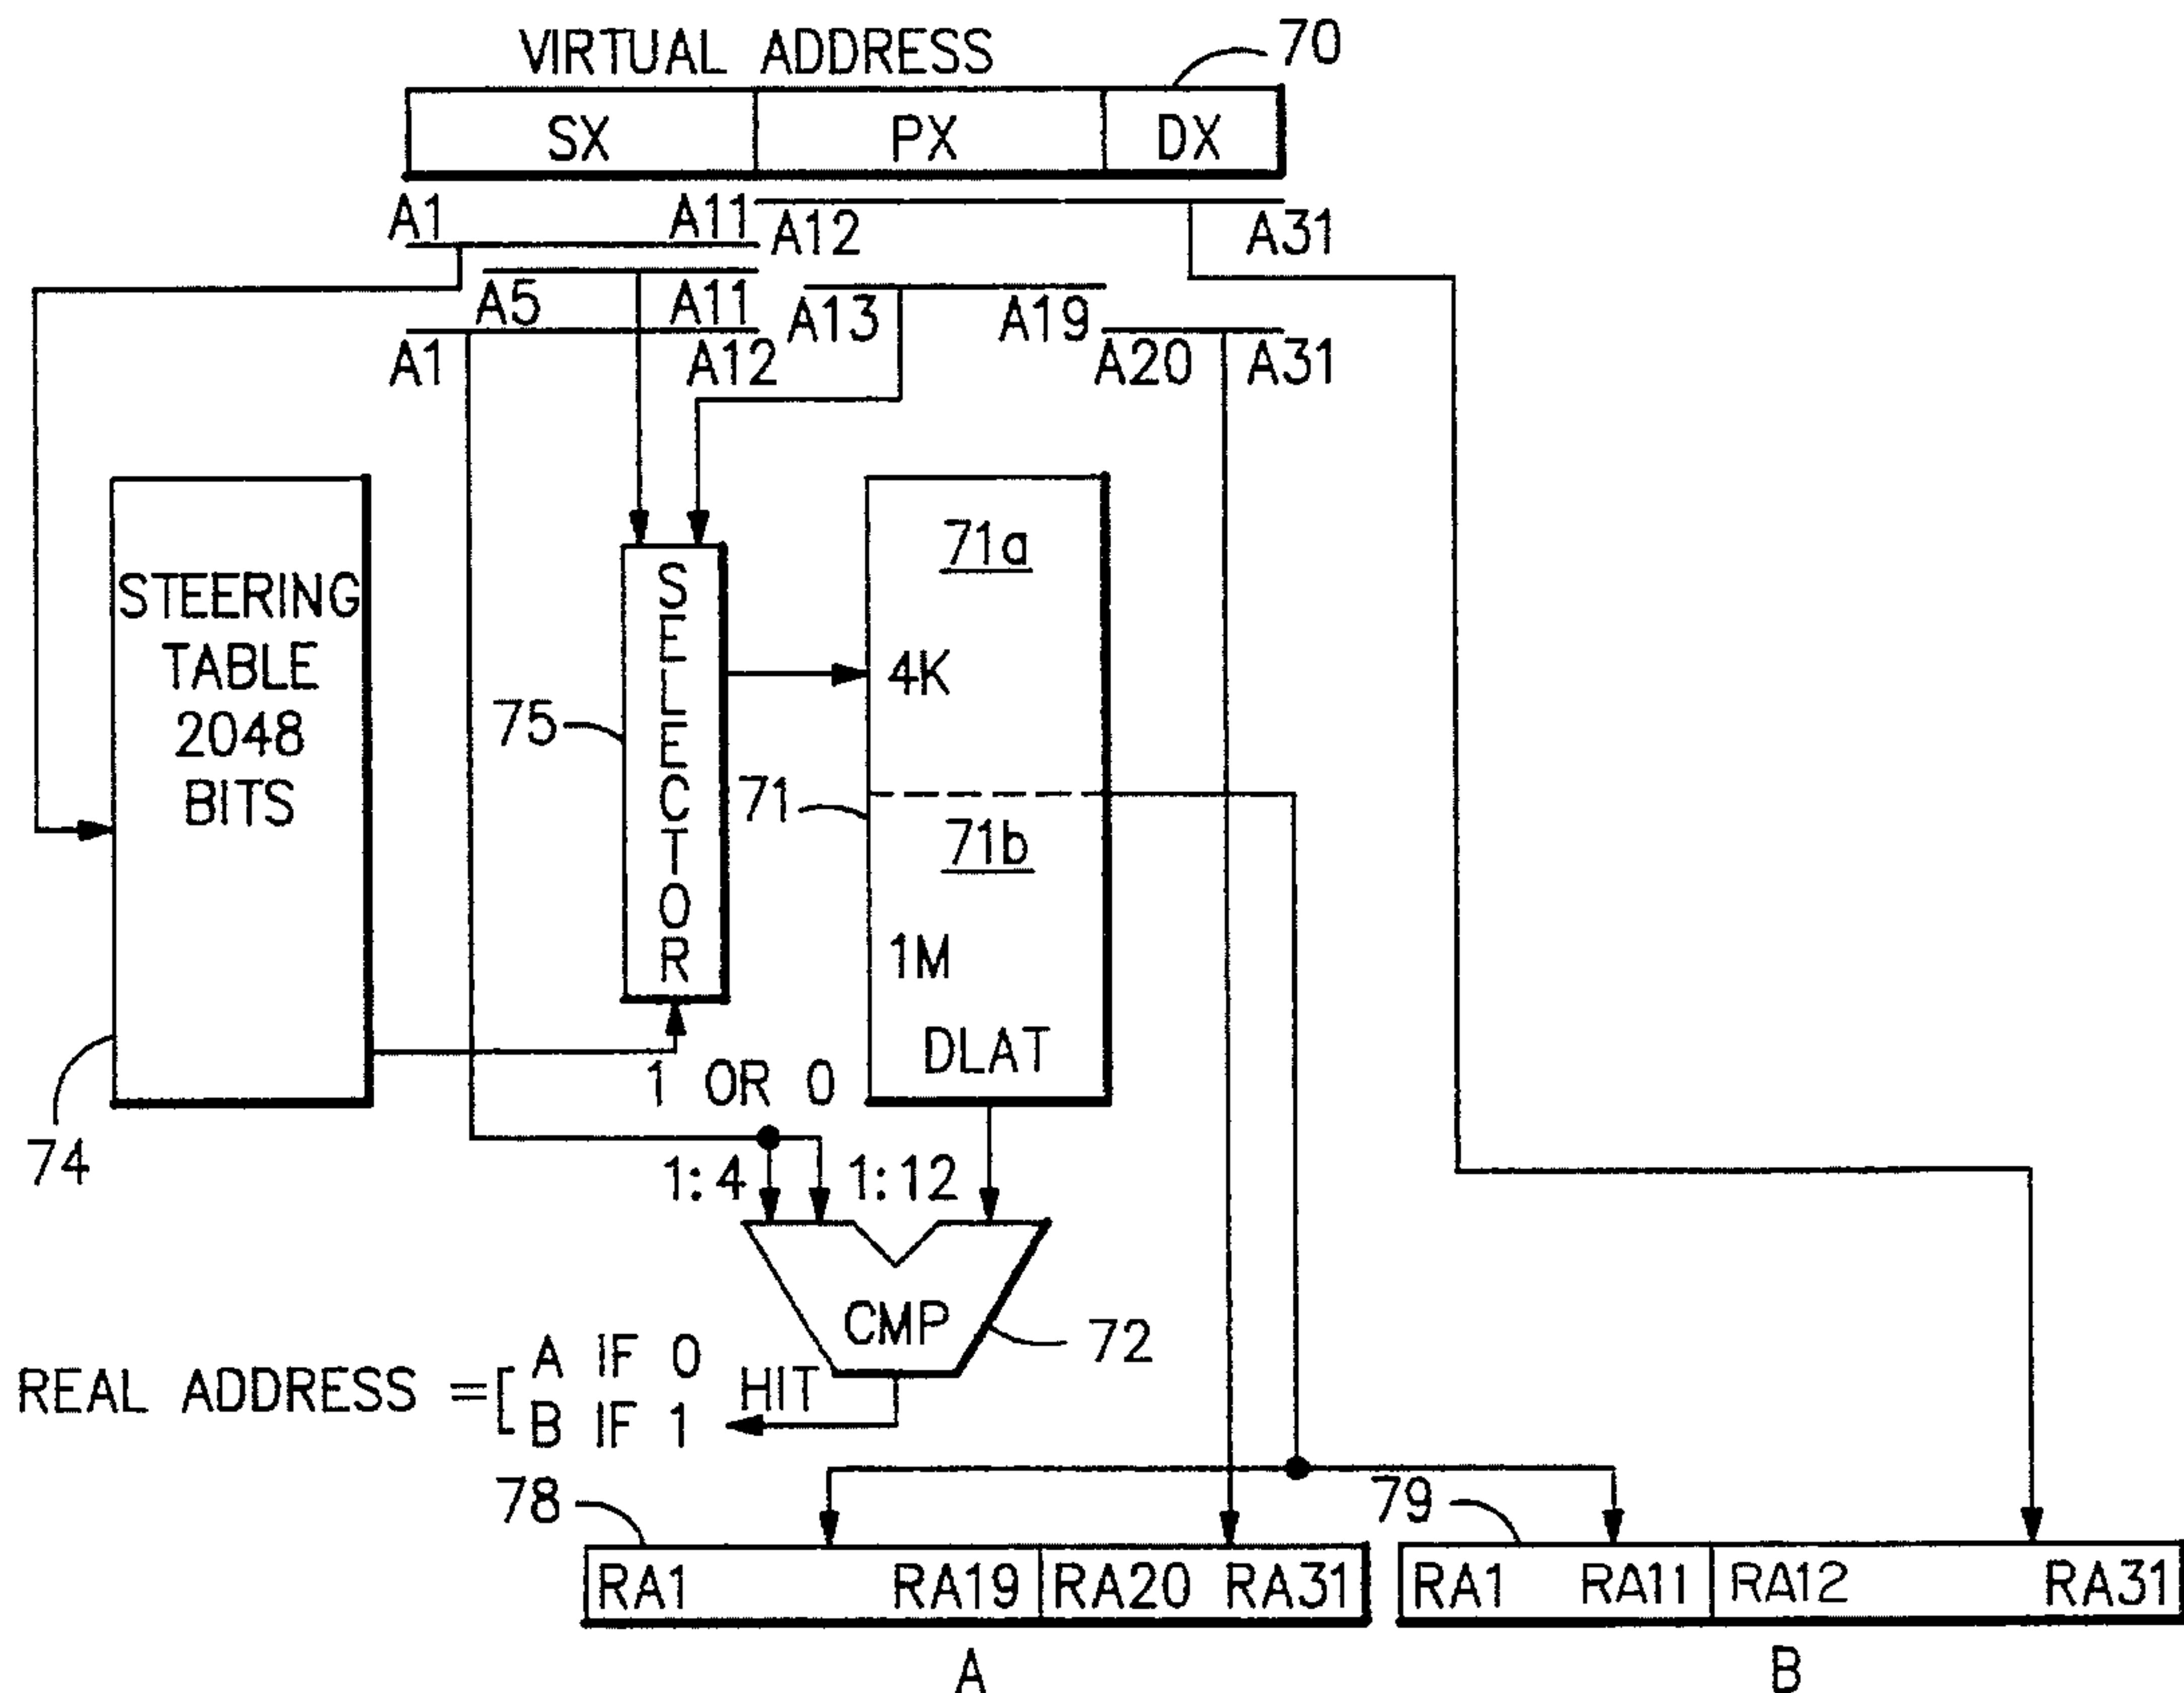 VIRTUAL ADDRESS
70
SX PX DX
A1 A11 A12 A31
A5 A11 A13 A19
A1 A12 A20 A31
STEERING
TABLE
2048
BITS
74
SELECTOR
75
71a
4K
71
71b
1M
DLAT
1 OR 0
1:4 1:12
CMP
72
REAL ADDRESS =[ A IF 0
B IF 1
HIT
78
79
RA1 RA19 RA20 RA31
RA1 RA11 RA12 RA31
A
B